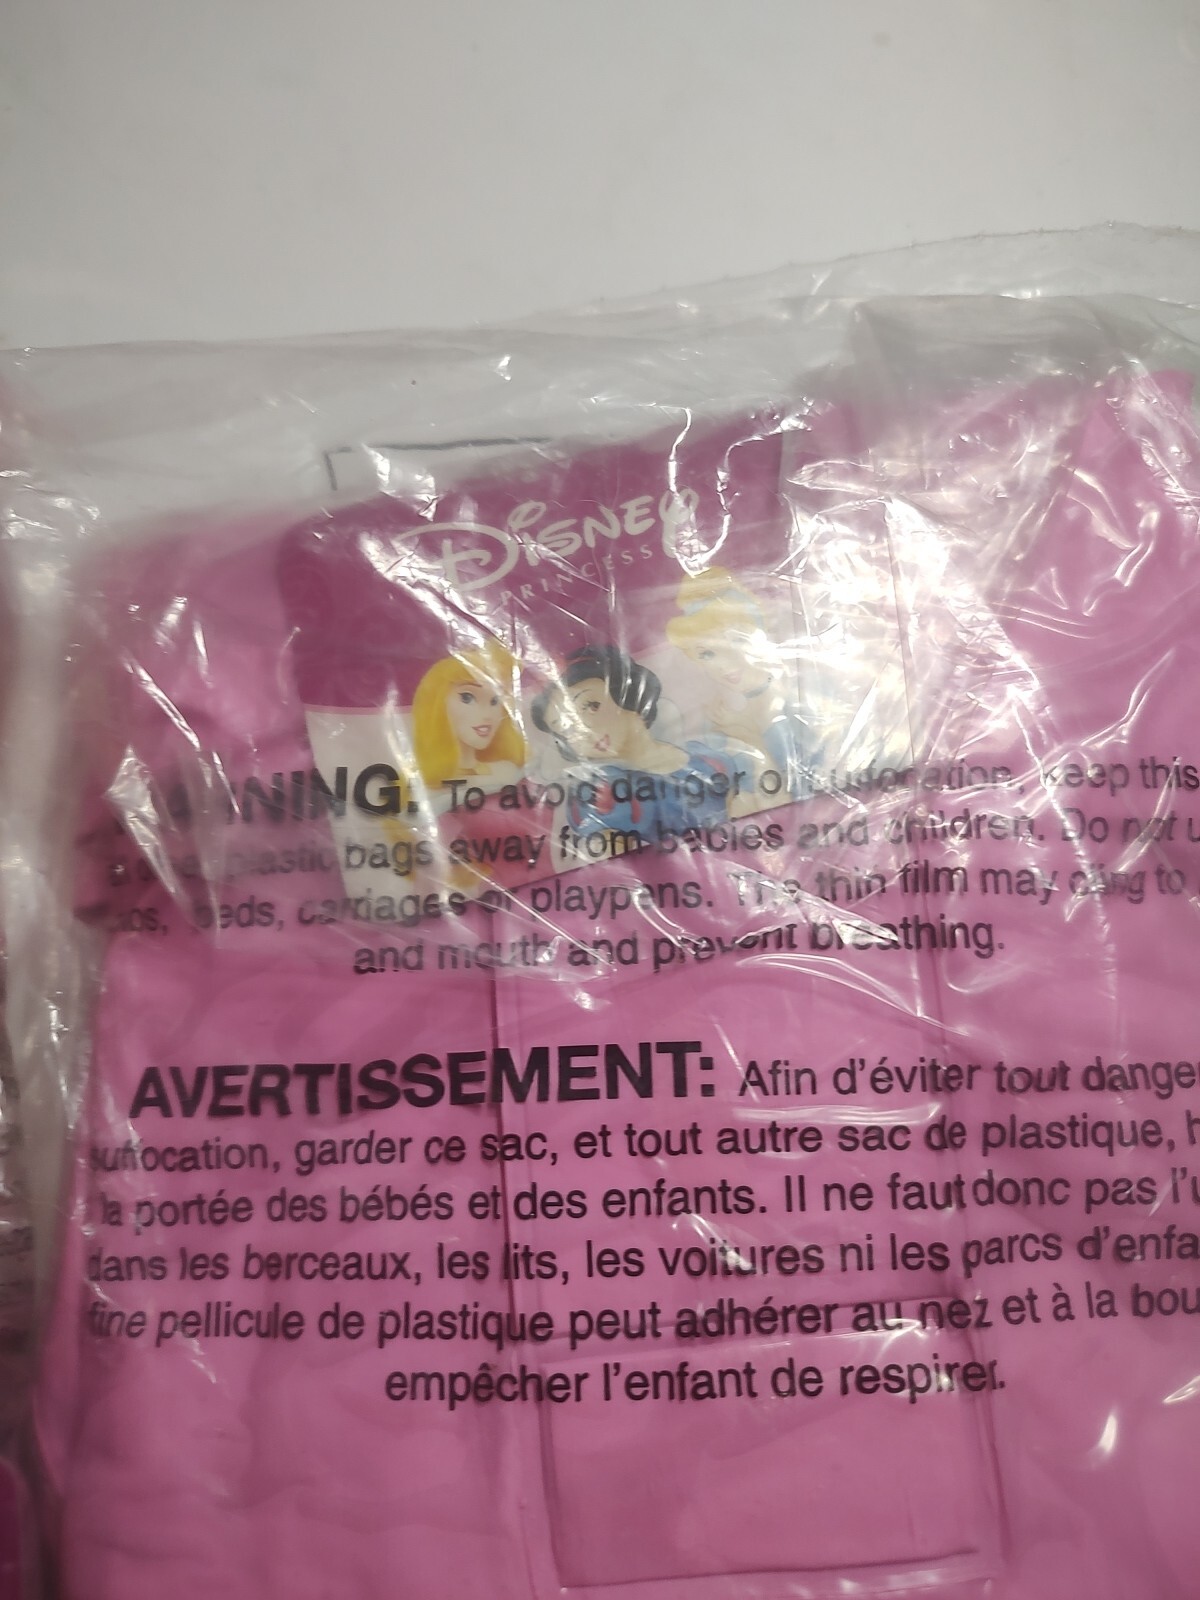 DISNEY
PRINCESS
WARNING: To avoid danger of suffocation, keep this
plastic bags away from babies and children. Do not
beds, carriages or playpens. The thin film may cling to
and mouth and prevent breathing.
AVERTISSEMENT: Afin d'éviter tout danger
suffocation, garder ce sac, et tout autre sac de plastique,
la portée des bébés et des enfants. Il ne faut donc pas
dans les berceaux, les lits, les voitures ni les parcs
fine pellicule de plastique peut adhérer au nez et à la
empêcher l'enfant de respirer.